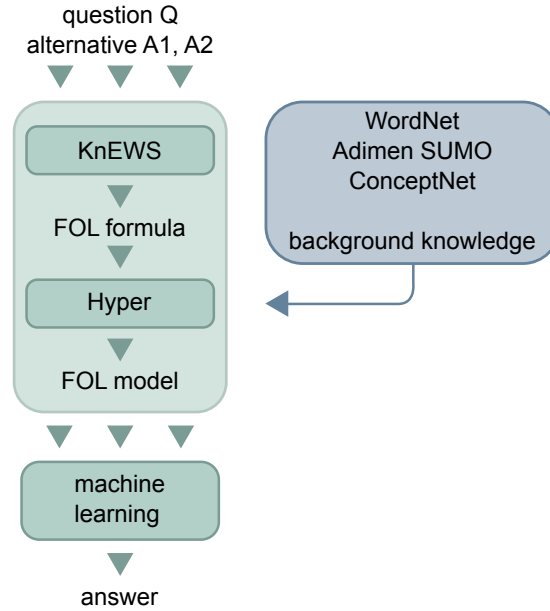 question Q
alternative A1, A2
KnEWS
FOL formula
Hyper
FOL model
machine
learning
answer
WordNet
Adimen SUMO
ConceptNet
background knowledge